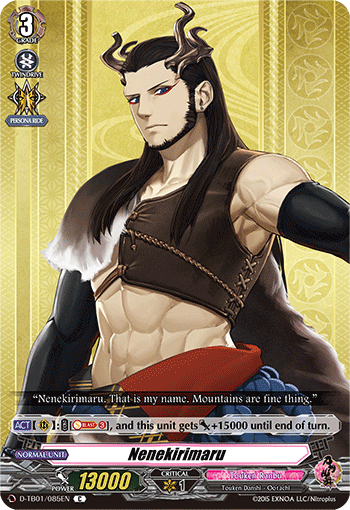 3
GRADE
TWINDRIVE
PERSONA RIDE
"Nenekirimaru. That is my name. Mountains are fine thing."
ACT [ ]1: [ BLAST 3], and this unit gets +15000 until end of turn.
NORMAL UNIT
Nenekirimaru
POWER 13000 CRITICAL 1
Touken Ranbu
Touken Danshi - Ootachi
D-TB01/085EN C ©2015 EXNOA LLC/Nitroplus